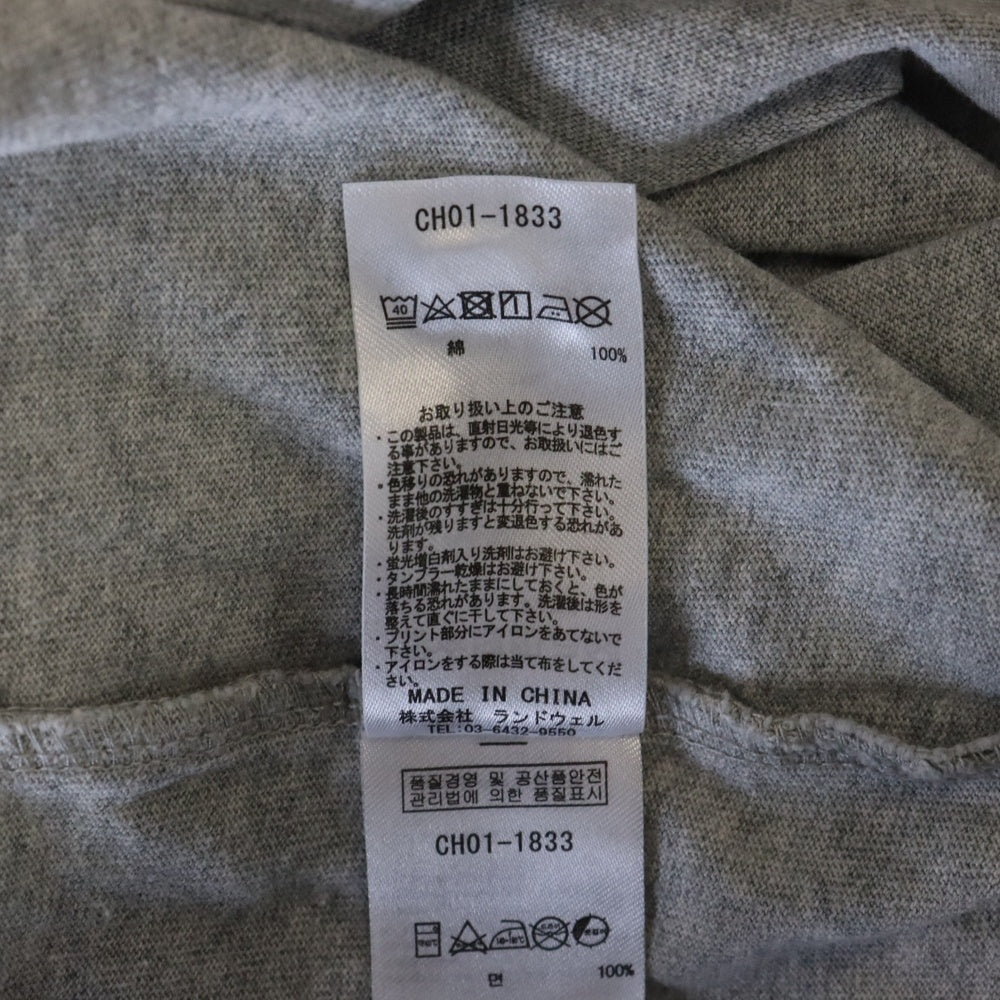 CH01-1833
40
綿
100%
お取り扱い上のご注意
・この製品は、直射日光等により退色す
る事がありますので、お取扱いにはご
注意下さい。
・色移りの恐れがありますので、濡れた
まま他の洗濯物と重ねないで下さい。
・洗濯後のすすぎは十分行って下さい。
洗剤が残りますと変退色する恐れがあ
ります。
・蛍光増白剤入り洗剤はお避け下さい。
・タンブラー乾燥はお避け下さい。
・長時間濡れたままにしておくと、色が
落ちる恐れがあります。洗濯後は形を
整えて直ぐに干して下さい。
・プリント部分にアイロンをあてないで
下さい。
・アイロンをする際は当て布をしてくだ
さい。
MADE IN CHINA
株式会社 ランドウェル
TEL:03-6432-9550
품질경영 및 공산품안전
관리법에 의한 품질표시
CH01-1833
면
100%